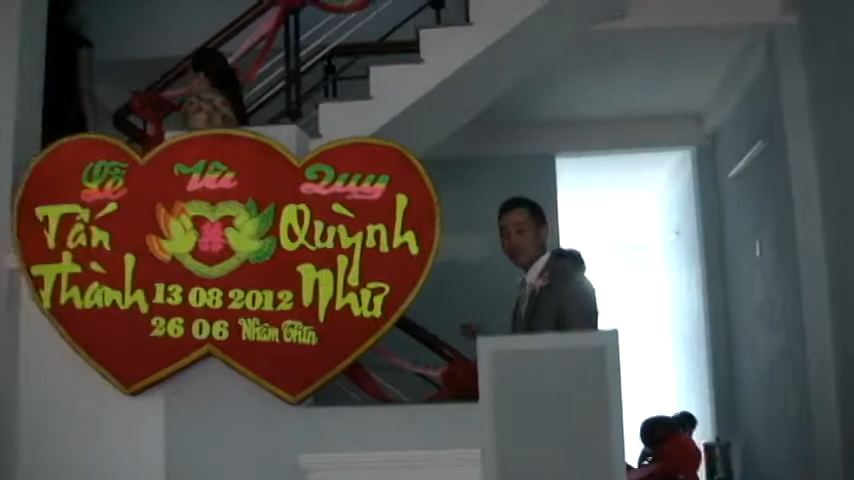 Lễ Vu Quy
Tấn Thành
Quỳnh Như
13 08 2012
26 06 Nhâm Thìn